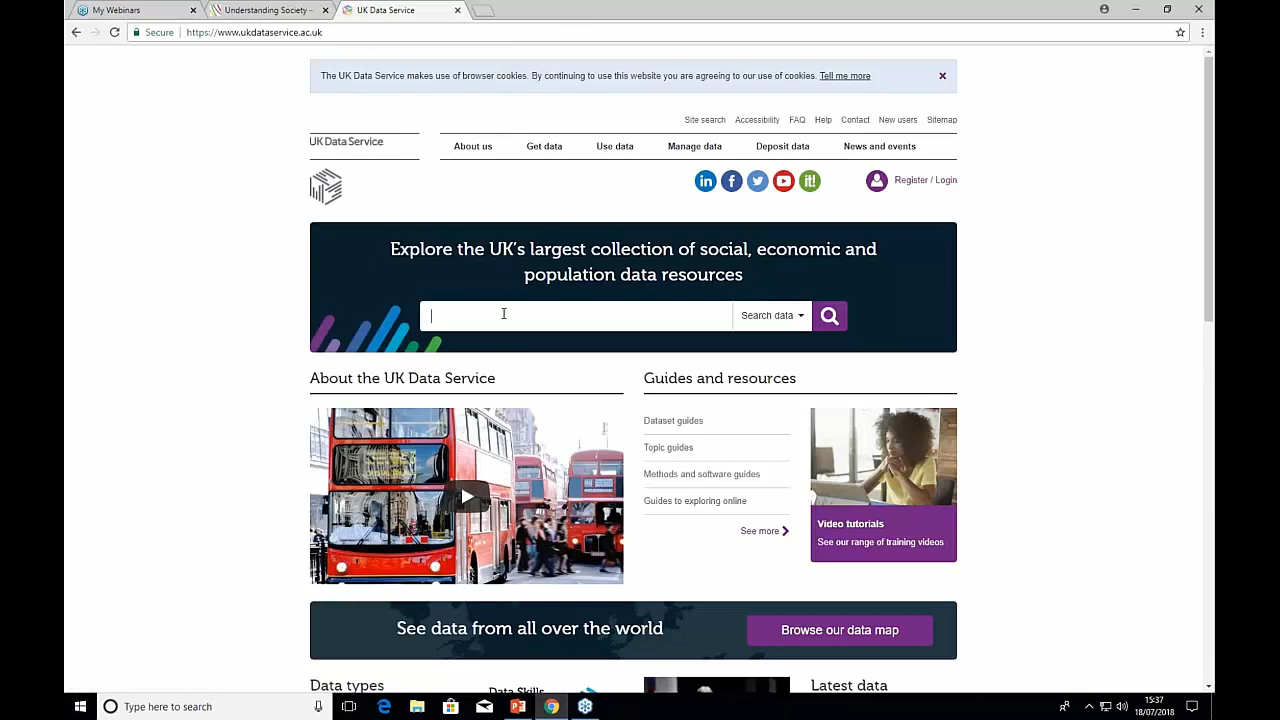 My Webinars
Understanding Society –
UK Data Service
Secure
https://www.ukdataservice.ac.uk
The UK Data Service makes use of browser cookies. By continuing to use this website you are agreeing to our use of cookies. Tell me more
Site search Accessibility FAQ Help Contact New users Sitemap
UK Data Service
About us Get data Use data Manage data Deposit data News and events
in f it! Register / Login
Explore the UK's largest collection of social, economic and
population data resources
Search data
About the UK Data Service
Guides and resources
Dataset guides
Topic guides
Methods and software guides
Guides to exploring online
See more
Video tutorials
See our range of training videos
See data from all over the world
Browse our data map
Data types
Data Skills
Latest data
Type here to search
15:37
18/07/2018